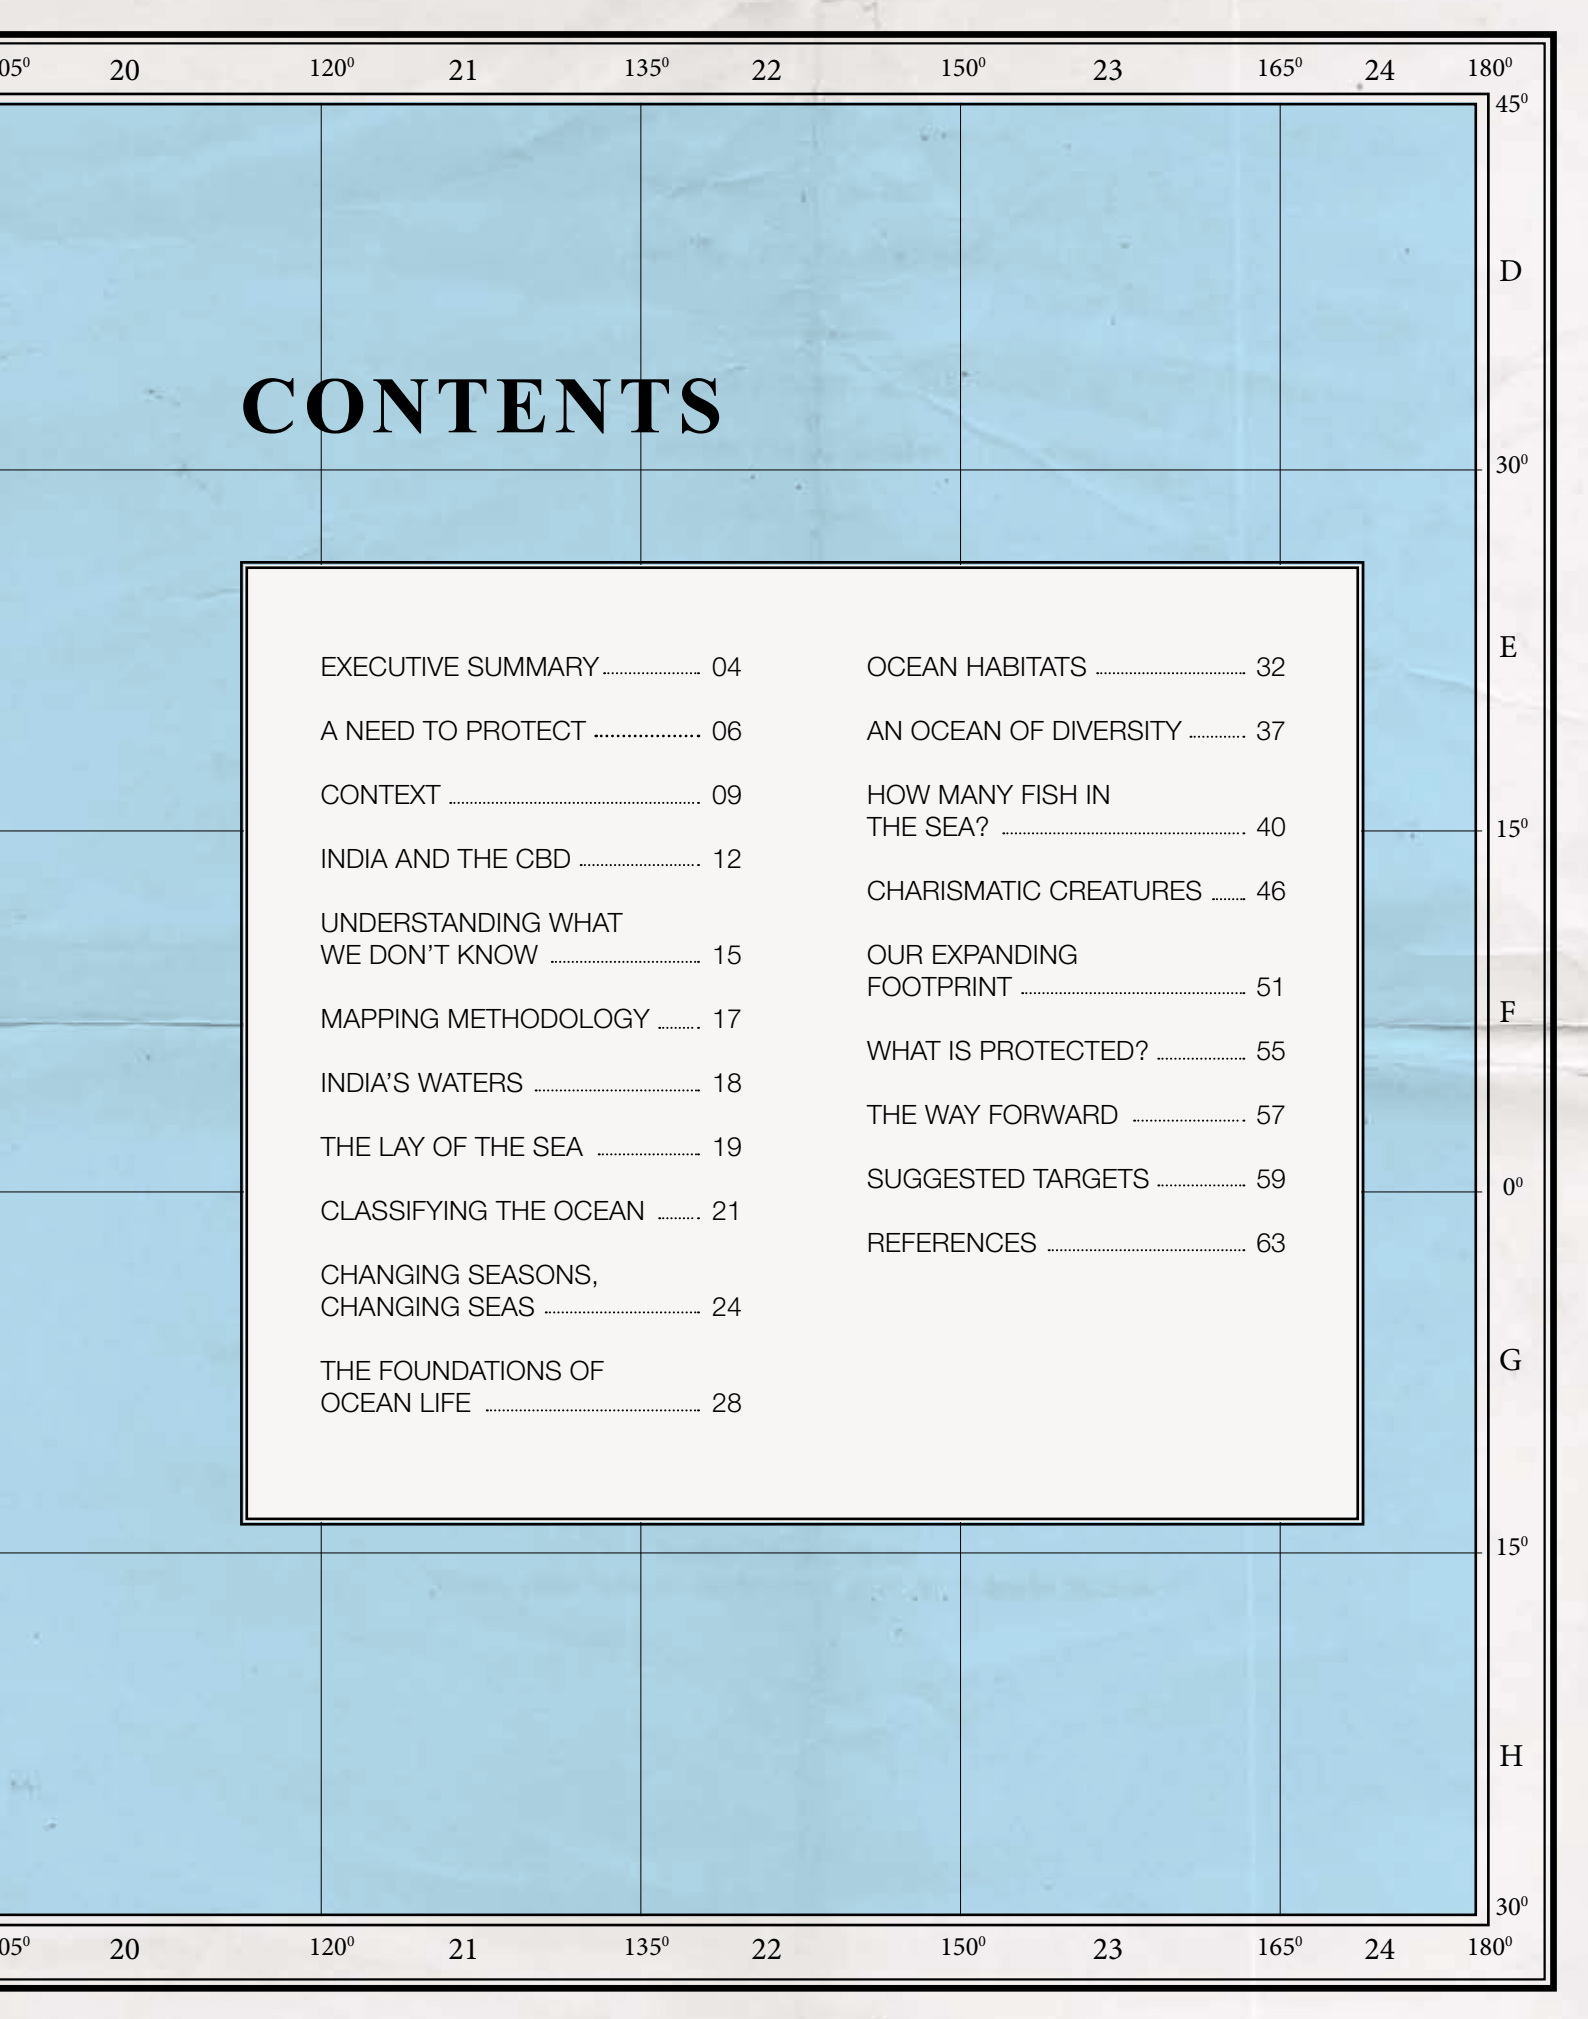 05⁰ 20 120⁰ 21 135⁰ 22 150⁰ 23 165⁰ 24 180⁰
45⁰
D
CONTENTS
30⁰
E
EXECUTIVE SUMMARY 04
A NEED TO PROTECT 06
CONTEXT 09
INDIA AND THE CBD 12
UNDERSTANDING WHAT
WE DON'T KNOW 15
MAPPING METHODOLOGY 17
INDIA'S WATERS 18
THE LAY OF THE SEA 19
CLASSIFYING THE OCEAN 21
CHANGING SEASONS,
CHANGING SEAS 24
THE FOUNDATIONS OF
OCEAN LIFE 28
OCEAN HABITATS 32
AN OCEAN OF DIVERSITY 37
HOW MANY FISH IN
THE SEA? 40
CHARISMATIC CREATURES 46
OUR EXPANDING
FOOTPRINT 51
WHAT IS PROTECTED? 55
THE WAY FORWARD 57
SUGGESTED TARGETS 59
REFERENCES 63
15⁰
F
0⁰
G
15⁰
H
30⁰
05⁰ 20 120⁰ 21 135⁰ 22 150⁰ 23 165⁰ 24 180⁰